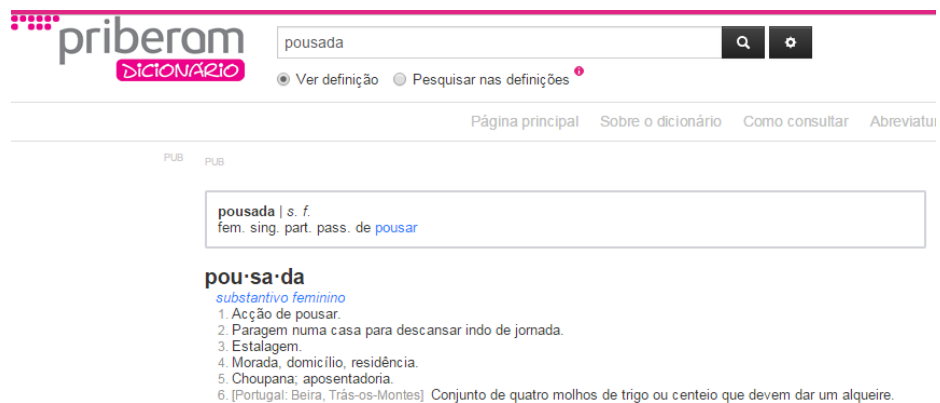 priberam
DICIONÁRIO
pousada
Ver definição Pesquisar nas definições
Página principal Sobre o dicionário Como consultar Abreviatu
PUB PUB
pousada | s. f.
fem. sing. part. pass. de pousar
pou·sa·da
substantivo feminino
1. Acção de pousar.
2. Paragem numa casa para descansar indo de jornada.
3. Estalagem.
4. Morada, domicílio, residência.
5. Choupana; aposentadoria.
6. [Portugal: Beira, Trás-os-Montes] Conjunto de quatro molhos de trigo ou centeio que devem dar um alqueire.